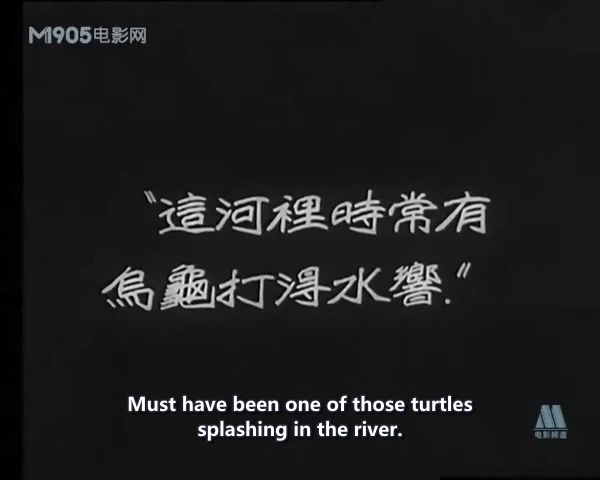 M1905电影网
"這河裡時常有
烏龜打得水響."
Must have been one of those turtles
splashing in the river.
电影频道